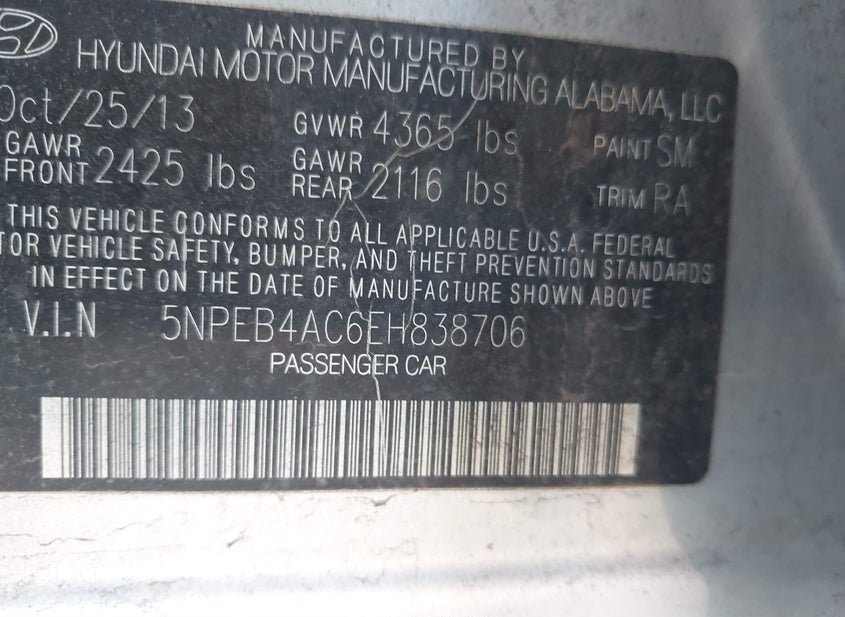 MANUFACTURED BY
HYUNDAI MOTOR MANUFACTURING ALABAMA, LLC
Oct/25/13 GVWR 4365 lbs PAINT SM
GAWR FRONT 2425 lbs GAWR REAR 2116 lbs TRIM RA
THIS VEHICLE CONFORMS TO ALL APPLICABLE U.S.A. FEDERAL
TOR VEHICLE SAFETY, BUMPER, AND THEFT PREVENTION STANDARDS
IN EFFECT ON THE DATE OF MANUFACTURE SHOWN ABOVE
V.I.N 5NPEB4AC6EH838706
PASSENGER CAR